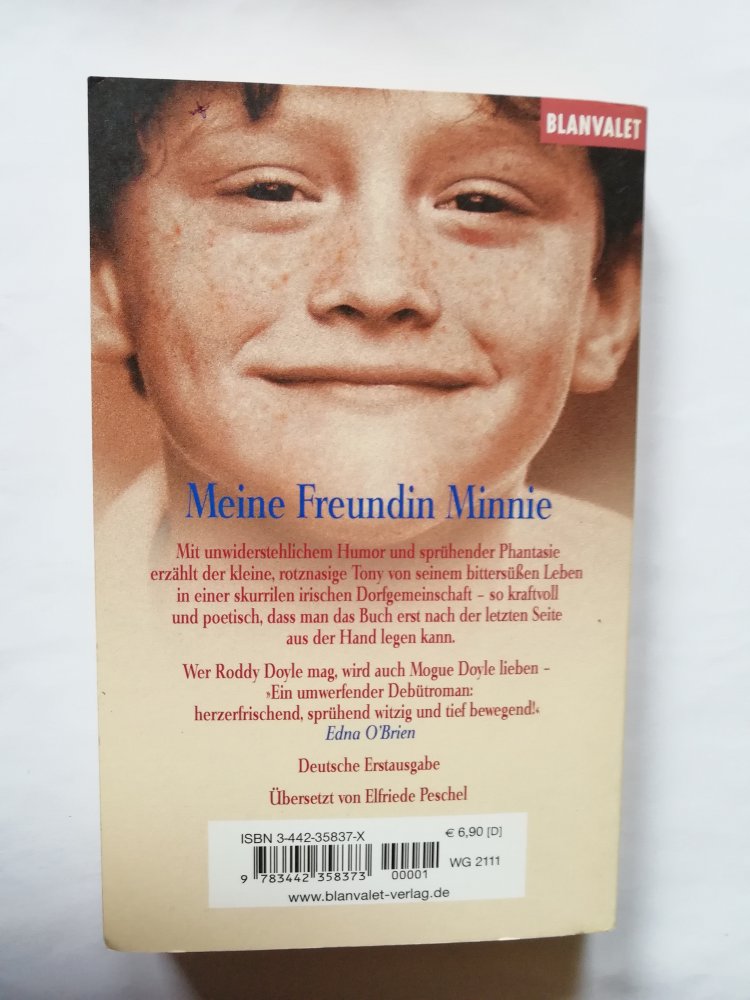 BLANVALET
Meine Freundin Minnie
Mit unwiderstehlichem Humor und sprühender Phantasie
erzählt der kleine, rotznasige Tony von seinem bittersüßen Leben
in einer skurrilen irischen Dorfgemeinschaft – so kraftvoll
und poetisch, dass man das Buch erst nach der letzten Seite
aus der Hand legen kann.
Wer Roddy Doyle mag, wird auch Mogue Doyle lieben –
»Ein umwerfender Debütroman:
herzerfrischend, sprühend witzig und tief bewegend!«
Edna O'Brien
Deutsche Erstausgabe
Übersetzt von Elfriede Peschel
ISBN 3-442-35837-X € 6,90 [D]
9 783442 358373 00001 WG 2111
www.blanvalet-verlag.de